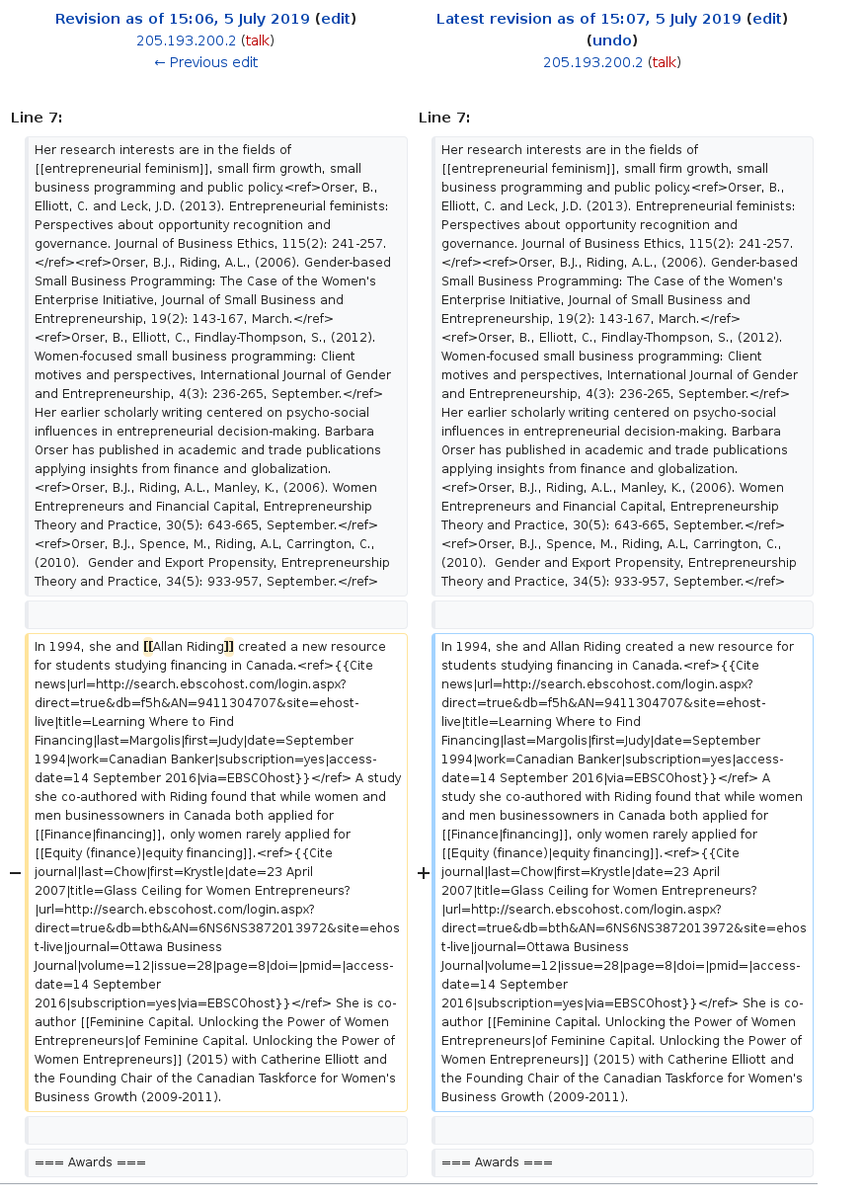 Revision as of 15:06, 5 July 2019 (edit)
205.193.200.2 (talk)
← Previous edit
Latest revision as of 15:07, 5 July 2019 (edit)
(undo)
205.193.200.2 (talk)
Line 7:
Line 7:
Her research interests are in the fields of
[[entrepreneurial feminism]], small firm growth, small
business programming and public policy.<ref>Orser, B.,
Elliott, C. and Leck, J.D. (2013). Entrepreneurial feminists:
Perspectives about opportunity recognition and
governance. Journal of Business Ethics, 115(2): 241-257.
</ref><ref>Orser, B.J., Riding, A.L., (2006). Gender-based
Small Business Programming: The Case of the Women's
Enterprise Initiative, Journal of Small Business and
Entrepreneurship, 19(2): 143-167, March.</ref>
<ref>Orser, B., Elliott, C., Findlay-Thompson, S., (2012).
Women-focused small business programming: Client
motives and perspectives, International Journal of Gender
and Entrepreneurship, 4(3): 236-265, September.</ref>
Her earlier scholarly writing centered on psycho-social
influences in entrepreneurial decision-making. Barbara
Orser has published in academic and trade publications
applying insights from finance and globalization.
<ref>Orser, B.J., Riding, A.L., Manley, K., (2006). Women
Entrepreneurs and Financial Capital, Entrepreneurship
Theory and Practice, 30(5): 643-665, September.</ref>
<ref>Orser, B.J., Spence, M., Riding, A.L, Carrington, C.,
(2010).  Gender and Export Propensity, Entrepreneurship
Theory and Practice, 34(5): 933-957, September.</ref>
Her research interests are in the fields of
[[entrepreneurial feminism]], small firm growth, small
business programming and public policy.<ref>Orser, B.,
Elliott, C. and Leck, J.D. (2013). Entrepreneurial feminists:
Perspectives about opportunity recognition and
governance. Journal of Business Ethics, 115(2): 241-257.
</ref><ref>Orser, B.J., Riding, A.L., (2006). Gender-based
Small Business Programming: The Case of the Women's
Enterprise Initiative, Journal of Small Business and
Entrepreneurship, 19(2): 143-167, March.</ref>
<ref>Orser, B., Elliott, C., Findlay-Thompson, S., (2012).
Women-focused small business programming: Client
motives and perspectives, International Journal of Gender
and Entrepreneurship, 4(3): 236-265, September.</ref>
Her earlier scholarly writing centered on psycho-social
influences in entrepreneurial decision-making. Barbara
Orser has published in academic and trade publications
applying insights from finance and globalization.
<ref>Orser, B.J., Riding, A.L., Manley, K., (2006). Women
Entrepreneurs and Financial Capital, Entrepreneurship
Theory and Practice, 30(5): 643-665, September.</ref>
<ref>Orser, B.J., Spence, M., Riding, A.L, Carrington, C.,
(2010).  Gender and Export Propensity, Entrepreneurship
Theory and Practice, 34(5): 933-957, September.</ref>
−
In 1994, she and [[Allan Riding]] created a new resource
for students studying financing in Canada.<ref>{{Cite
news|url=http://search.ebscohost.com/login.aspx?
direct=true&db=f5h&AN=9411304707&site=ehost-
live|title=Learning Where to Find
Financing|last=Margolis|first=Judy|date=September
1994|work=Canadian Banker|subscription=yes|access-
date=14 September 2016|via=EBSCOhost}}</ref> A study
she co-authored with Riding found that while women and
men businessowners in Canada both applied for
[[Finance|financing]], only women rarely applied for
[[Equity (finance)|equity financing]].<ref>{{Cite
journal|last=Chow|first=Krystle|date=23 April
2007|title=Glass Ceiling for Women Entrepreneurs?
|url=http://search.ebscohost.com/login.aspx?
direct=true&db=bth&AN=6NS6NS3872013972&site=ehos
t-live|journal=Ottawa Business
Journal|volume=12|issue=28|page=8|doi=|pmid=|access-
date=14 September
2016|subscription=yes|via=EBSCOhost}}</ref> She is co-
author [[Feminine Capital. Unlocking the Power of Women
Entrepreneurs|of Feminine Capital. Unlocking the Power of
Women Entrepreneurs]] (2015) with Catherine Elliott and
the Founding Chair of the Canadian Taskforce for Women's
Business Growth (2009-2011).
+
In 1994, she and Allan Riding created a new resource for
students studying financing in Canada.<ref>{{Cite
news|url=http://search.ebscohost.com/login.aspx?
direct=true&db=f5h&AN=9411304707&site=ehost-
live|title=Learning Where to Find
Financing|last=Margolis|first=Judy|date=September
1994|work=Canadian Banker|subscription=yes|access-
date=14 September 2016|via=EBSCOhost}}</ref> A
study she co-authored with Riding found that while women
and men businessowners in Canada both applied for
[[Finance|financing]], only women rarely applied for
[[Equity (finance)|equity financing]].<ref>{{Cite
journal|last=Chow|first=Krystle|date=23 April
2007|title=Glass Ceiling for Women Entrepreneurs?
|url=http://search.ebscohost.com/login.aspx?
direct=true&db=bth&AN=6NS6NS3872013972&site=ehos
t-live|journal=Ottawa Business
Journal|volume=12|issue=28|page=8|doi=|pmid=|access-
date=14 September
2016|subscription=yes|via=EBSCOhost}}</ref> She is co-
author [[Feminine Capital. Unlocking the Power of Women
Entrepreneurs|of Feminine Capital. Unlocking the Power of
Women Entrepreneurs]] (2015) with Catherine Elliott and
the Founding Chair of the Canadian Taskforce for Women's
Business Growth (2009-2011).
=== Awards ===
=== Awards ===